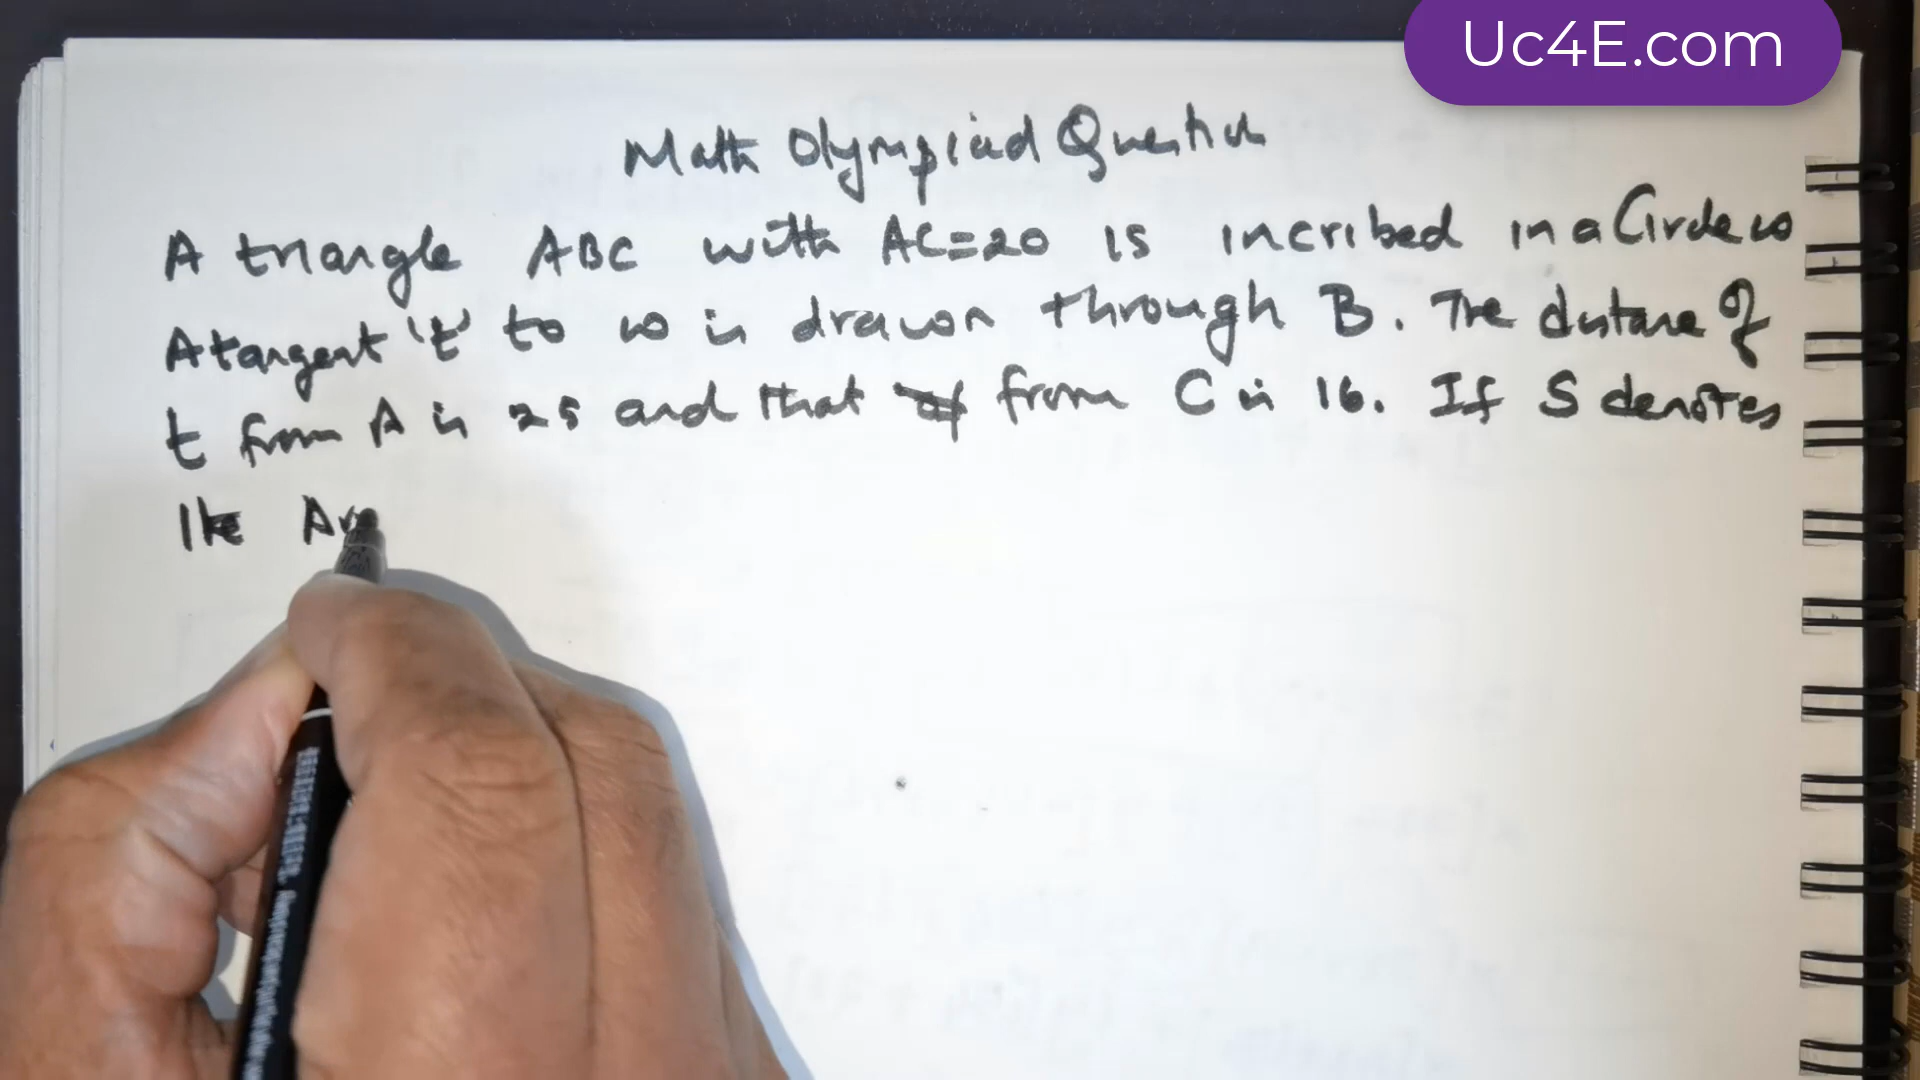 Uc4E.com
Math Olympiad Question
A triangle ABC with AC=20 is incribed in a Circle ω
A tangent 't' to ω is drawn through B. The distance of
t from A is 25 and that from C is 16. If S denotes
the Are